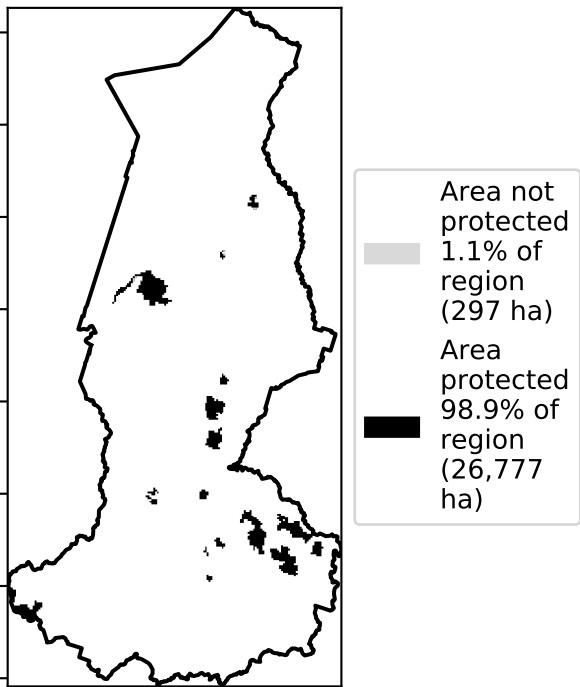 Area not
protected
1.1% of
region
(297 ha)
Area
protected
98.9% of
region
(26,777
ha)